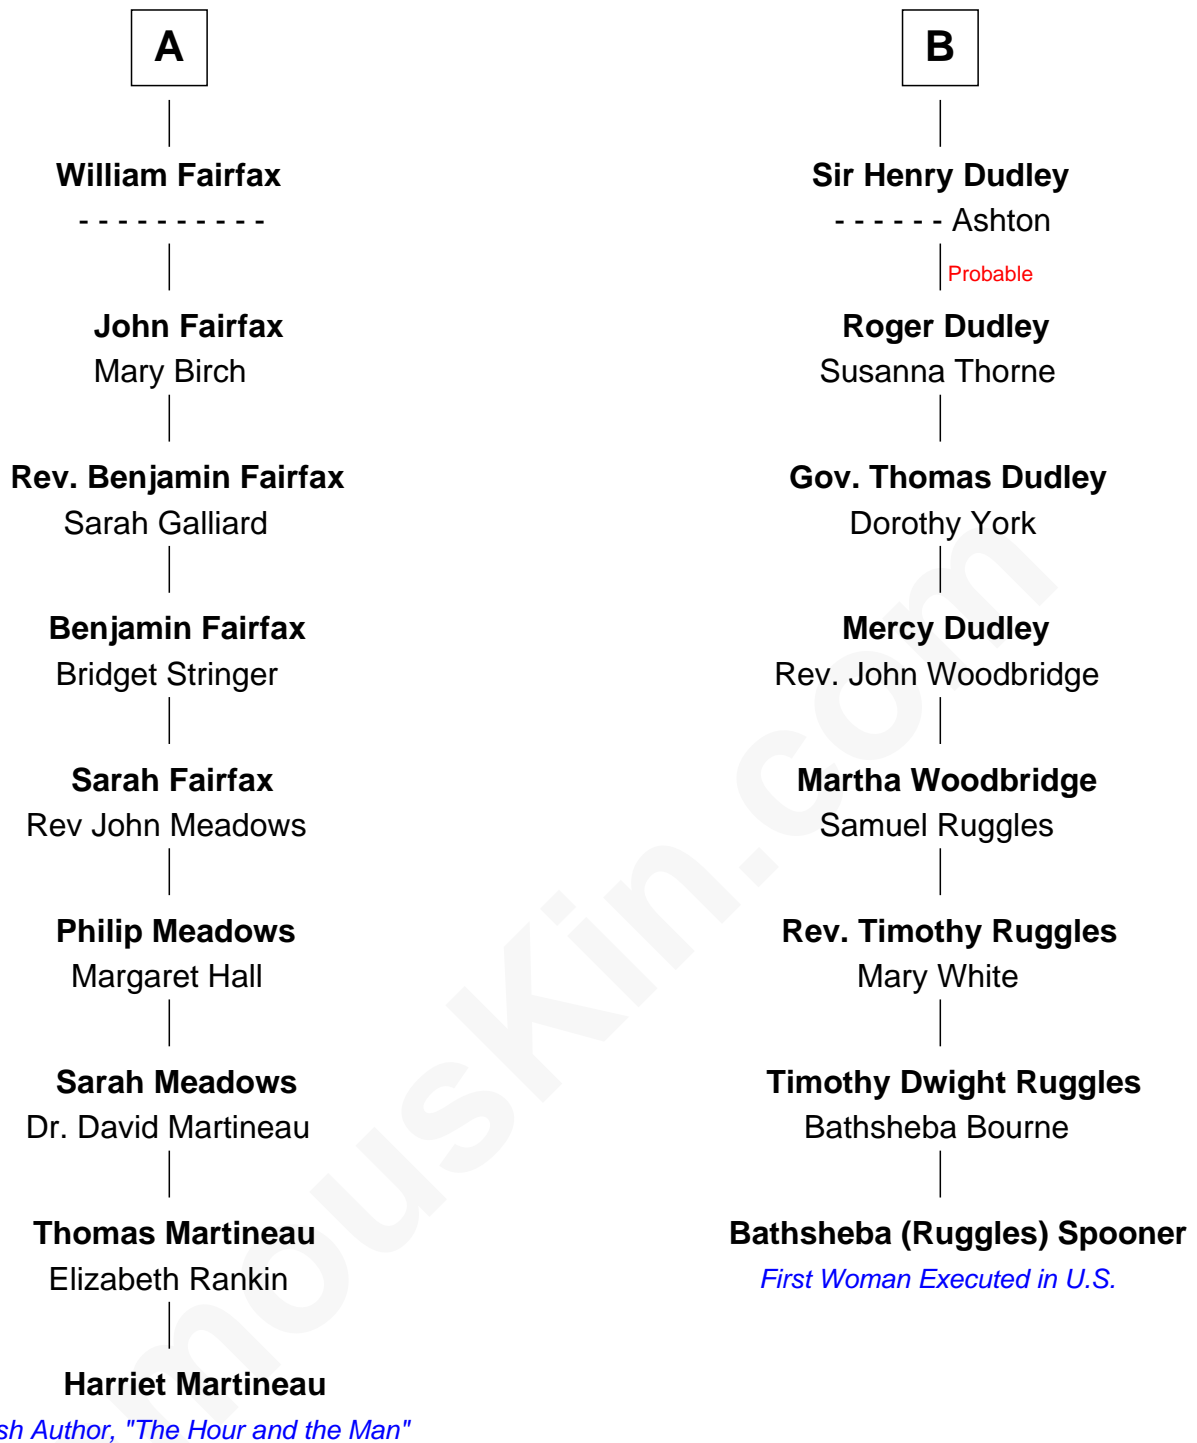 A
William Fairfax
- - - - - - - - - -
John Fairfax
Mary Birch
Rev. Benjamin Fairfax
Sarah Galliard
Benjamin Fairfax
Bridget Stringer
Sarah Fairfax
Rev John Meadows
Philip Meadows
Margaret Hall
Sarah Meadows
Dr. David Martineau
Thomas Martineau
Elizabeth Rankin
Harriet Martineau
sh Author, "The Hour and the Man"
B
Sir Henry Dudley
- - - - - - Ashton
Probable
Roger Dudley
Susanna Thorne
Gov. Thomas Dudley
Dorothy York
Mercy Dudley
Rev. John Woodbridge
Martha Woodbridge
Samuel Ruggles
Rev. Timothy Ruggles
Mary White
Timothy Dwight Ruggles
Bathsheba Bourne
Bathsheba (Ruggles) Spooner
First Woman Executed in U.S.
mouskin.com